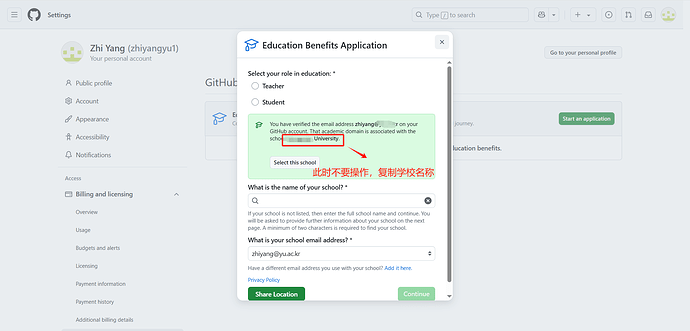 Settings
Type / to search
Zhi Yang (zhiyangyu1)
Your personal account
Go to your personal profile
Public profile
Account
Appearance
Accessibility
Notifications
Access
Billing and licensing
Overview
Usage
Budgets and alerts
Licensing
Payment information
Payment history
Additional billing details
GitHub
Start an application
journey.
education benefits.
Education Benefits Application
Select your role in education: *
Teacher
Student
You have verified the email address zhiyang@ r on your
GitHub account. That academic domain is associated with the
school University.
Select this school
此时不要操作，复制学校名称
What is the name of your school? *
If your school is not listed, then enter the full school name and continue. You
will be asked to provide further information about your school on the next
page. A minimum of two characters is required to find your school.
What is your school email address? *
zhiyang@yu.ac.kr
Have a different email address you use with your school? Add it here.
Privacy Policy
Share Location
Continue